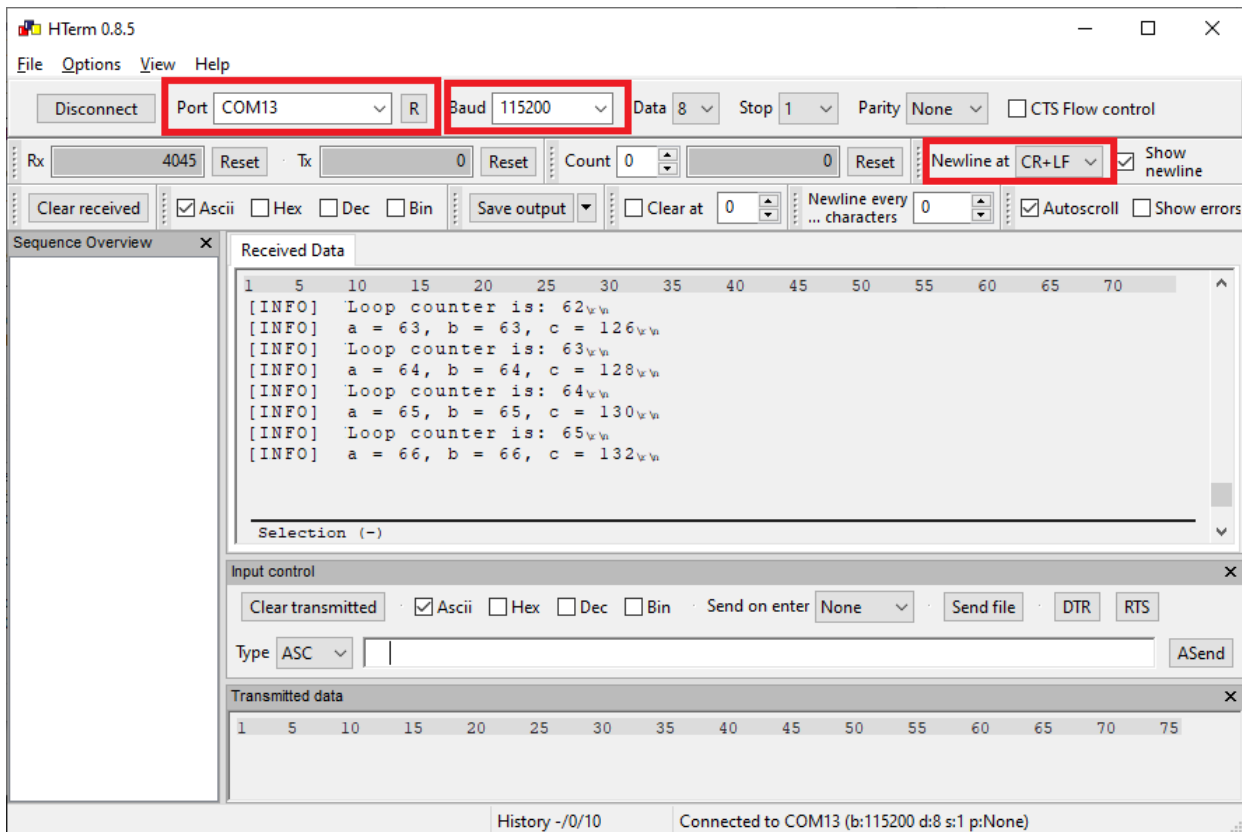 HTerm 0.8.5
File Options View Help
Disconnect Port COM13 R Baud 115200 Data 8 Stop 1 Parity None CTS Flow control
Rx 4045 Reset Tx 0 Reset Count 0 0 Reset Newline at CR+LF Show newline
Clear received Ascii Hex Dec Bin Save output Clear at 0 Newline every ... characters 0 Autoscroll Show errors
Sequence Overview
Received Data
1 5 10 15 20 25 30 35 40 45 50 55 60 65 70
[INFO] Loop counter is: 62\r\n
[INFO] a = 63, b = 63, c = 126\r\n
[INFO] Loop counter is: 63\r\n
[INFO] a = 64, b = 64, c = 128\r\n
[INFO] Loop counter is: 64\r\n
[INFO] a = 65, b = 65, c = 130\r\n
[INFO] Loop counter is: 65\r\n
[INFO] a = 66, b = 66, c = 132\r\n
Selection (-)
Input control
Clear transmitted Ascii Hex Dec Bin Send on enter None Send file DTR RTS
Type ASC ASend
Transmitted data
1 5 10 15 20 25 30 35 40 45 50 55 60 65 70 75
History -/0/10 Connected to COM13 (b:115200 d:8 s:1 p:None)